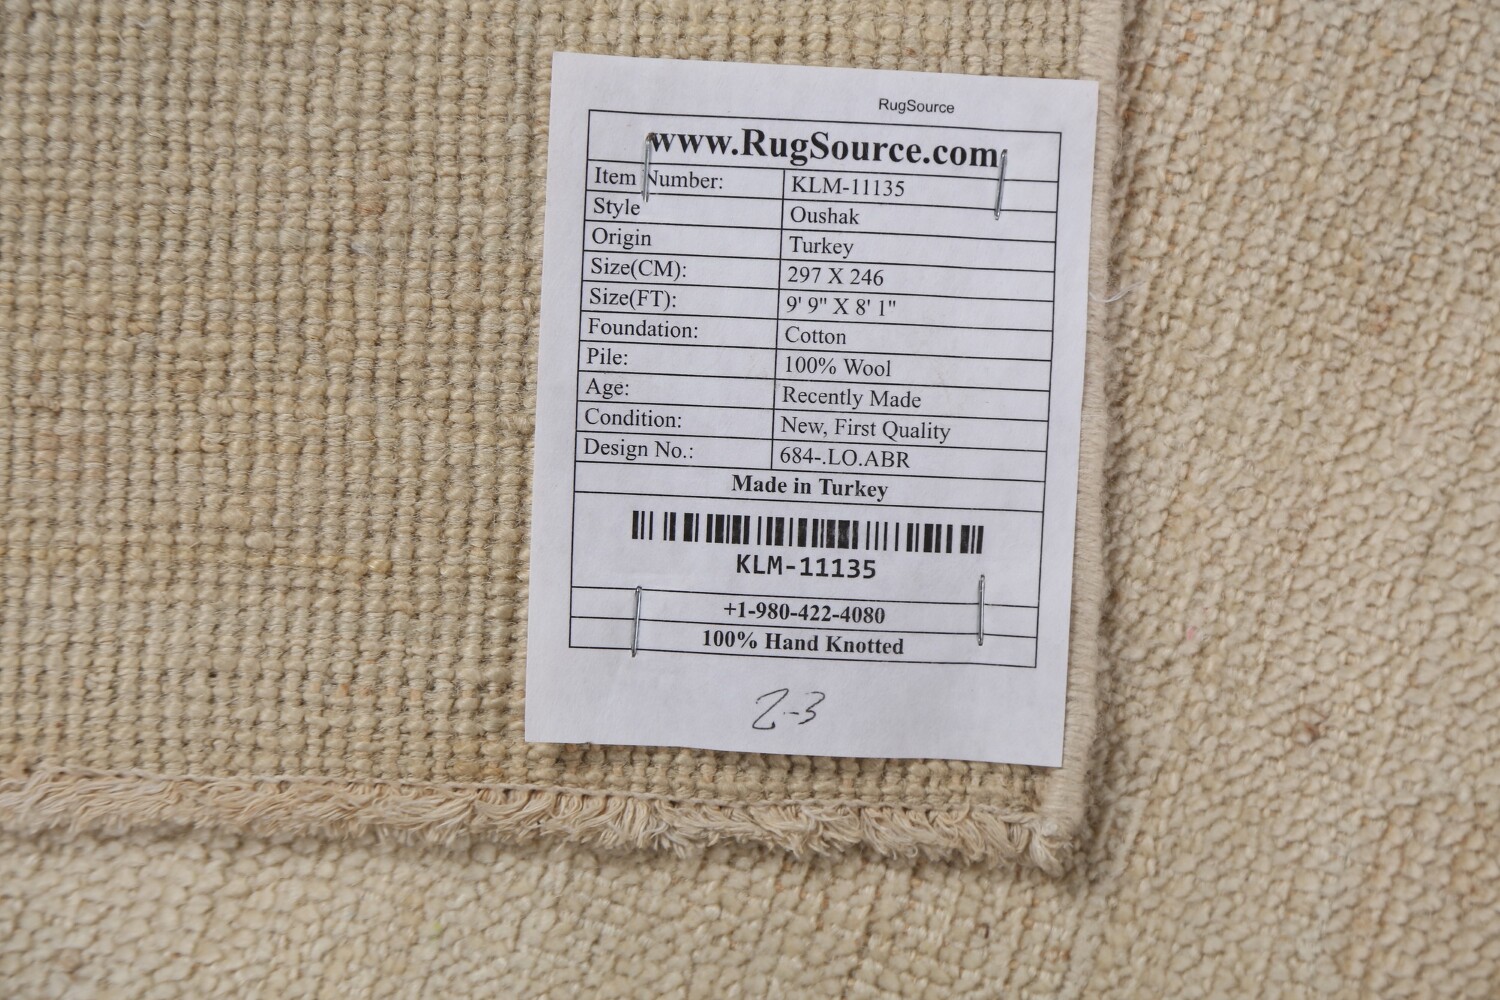 RugSource
www.RugSource.com
Item Number: KLM-11135
Style Oushak
Origin Turkey
Size(CM): 297 X 246
Size(FT): 9' 9" X 8' 1"
Foundation: Cotton
Pile: 100% Wool
Age: Recently Made
Condition: New, First Quality
Design No.: 684-.LO.ABR
Made in Turkey
KLM-11135
+1-980-422-4080
100% Hand Knotted
2-3